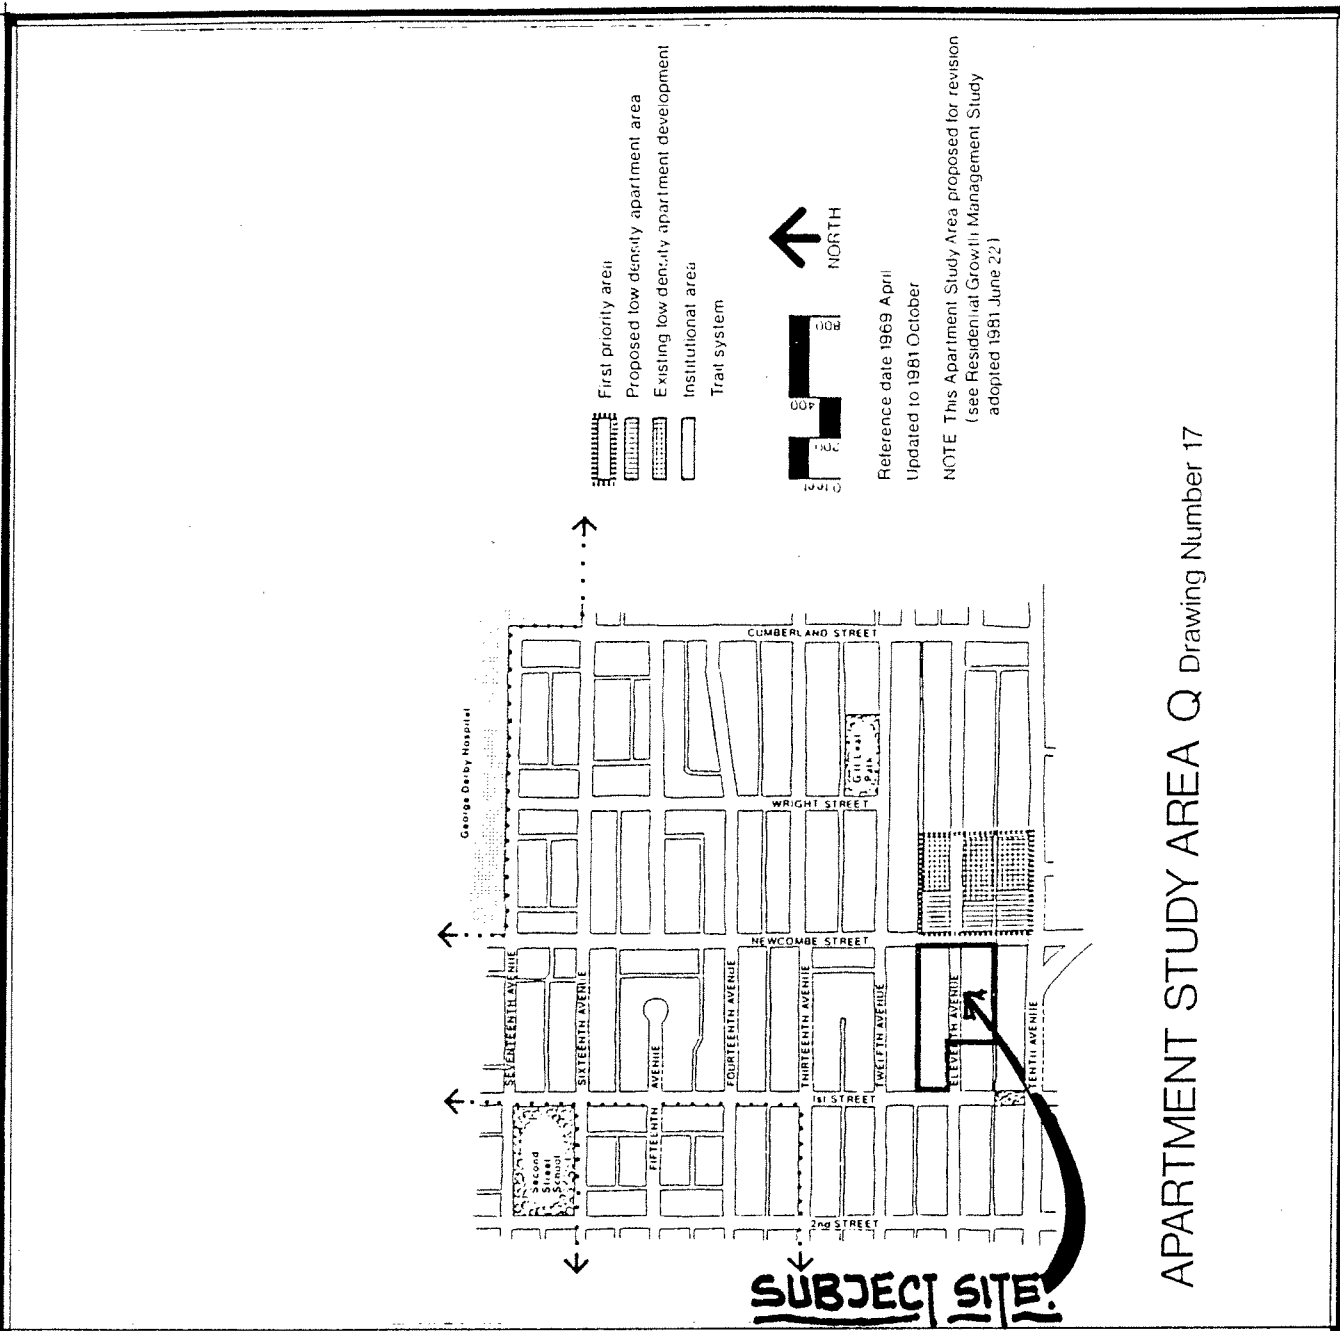 First priority area
Proposed low density apartment area
Existing low density apartment development
Institutional area
Trail system
0 feet
200
400
800
NORTH
Reference date 1969 April
Updated to 1981 October
NOTE This Apartment Study Area proposed for revision
(see Residential Growth Management Study
adopted 1981 June 22)
George Derby Hospital
CUMBERLAND STREET
WRIGHT STREET
NEWCOMBE STREET
1st STREET
2nd STREET
SEVENTEENTH AVENUE
SIXTEENTH AVENUE
FIFTEENTH AVENUE
FOURTEENTH AVENUE
THIRTEENTH AVENUE
TWELFTH AVENUE
ELEVENTH AVENUE
TENTH AVENUE
Second
Street
School
Park
SUBJECT SITE.
APARTMENT STUDY AREA Q Drawing Number 17